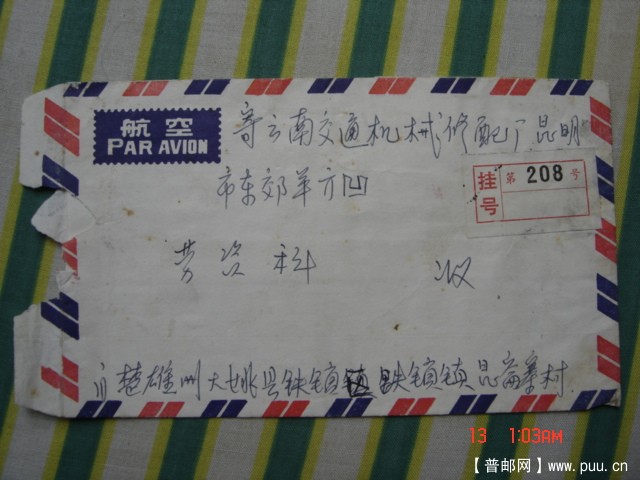 航空
PAR AVION
寄云南交通机械修配厂昆明
市东郊羊方凹
挂号
第 208 号
劳资科 收
自楚雄州大姚县铁锁 铁锁镇昆 寨村
13 1:03AM
【普邮网】www.puu.cn